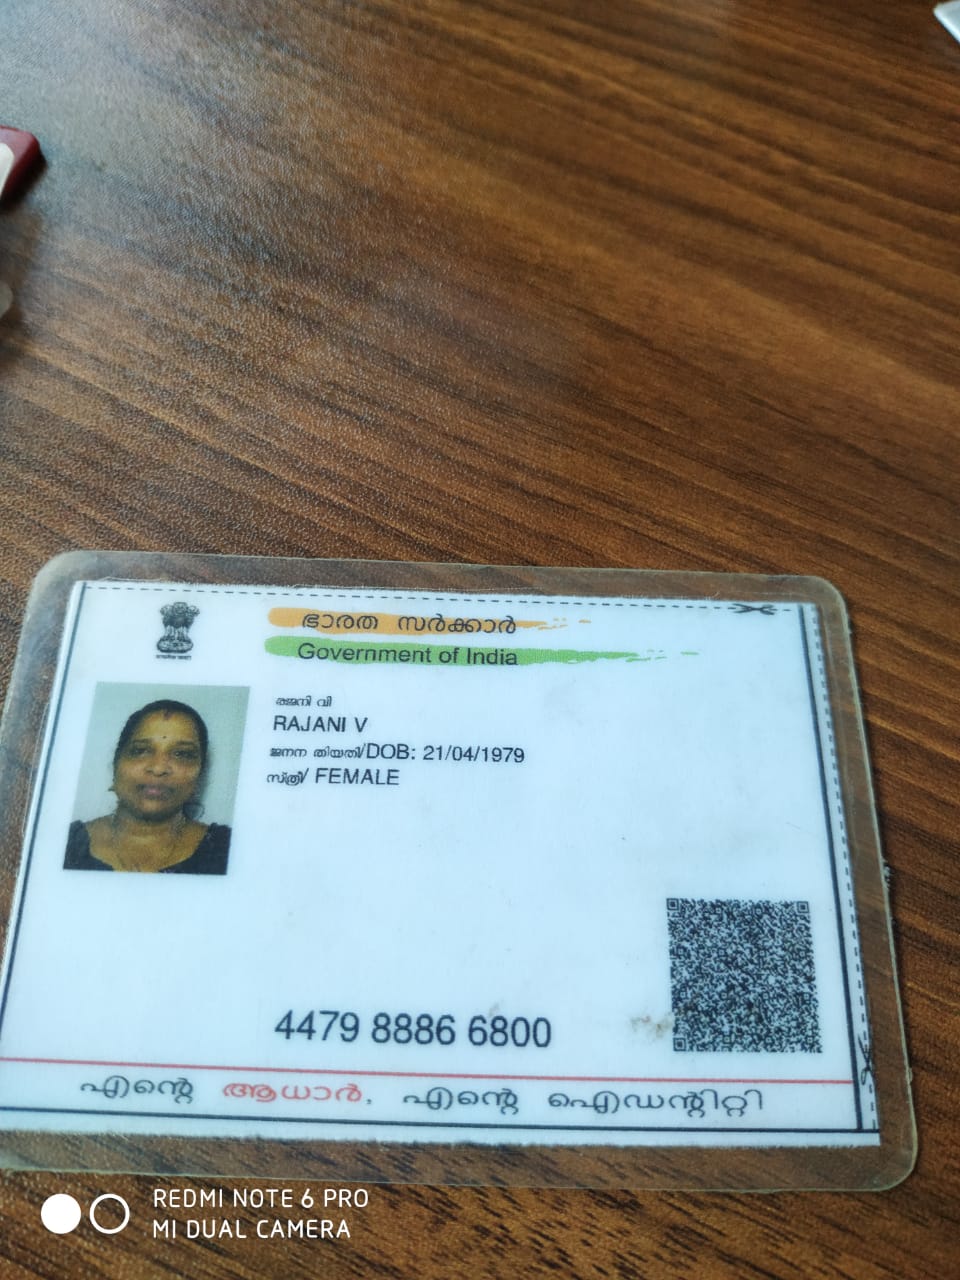 ഭാരത സർക്കാർ
Government of India
രജനി വി
RAJANI V
ജനന തിയതി/DOB: 21/04/1979
സ്ത്രീ/ FEMALE
4479 8886 6800
എന്റെ ആധാർ, എന്റെ ഐഡന്റിറ്റി
REDMI NOTE 6 PRO
MI DUAL CAMERA